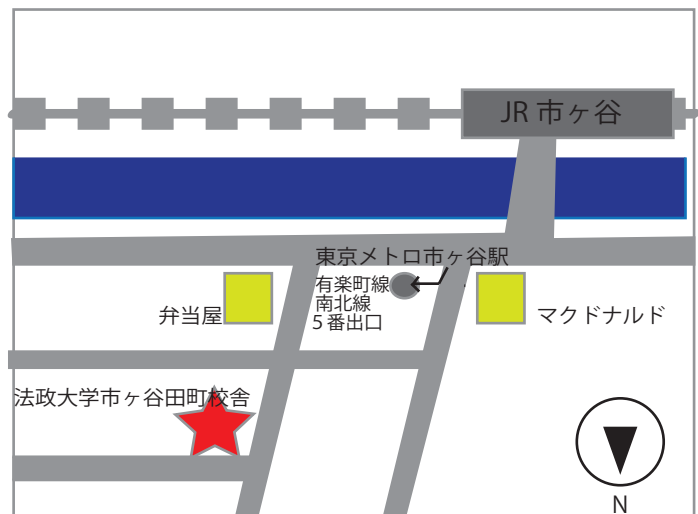 JR 市ヶ谷
東京メトロ市ヶ谷駅
有楽町線
南北線
５番出口
弁当屋
マクドナルド
法政大学市ヶ谷田町校舎
N